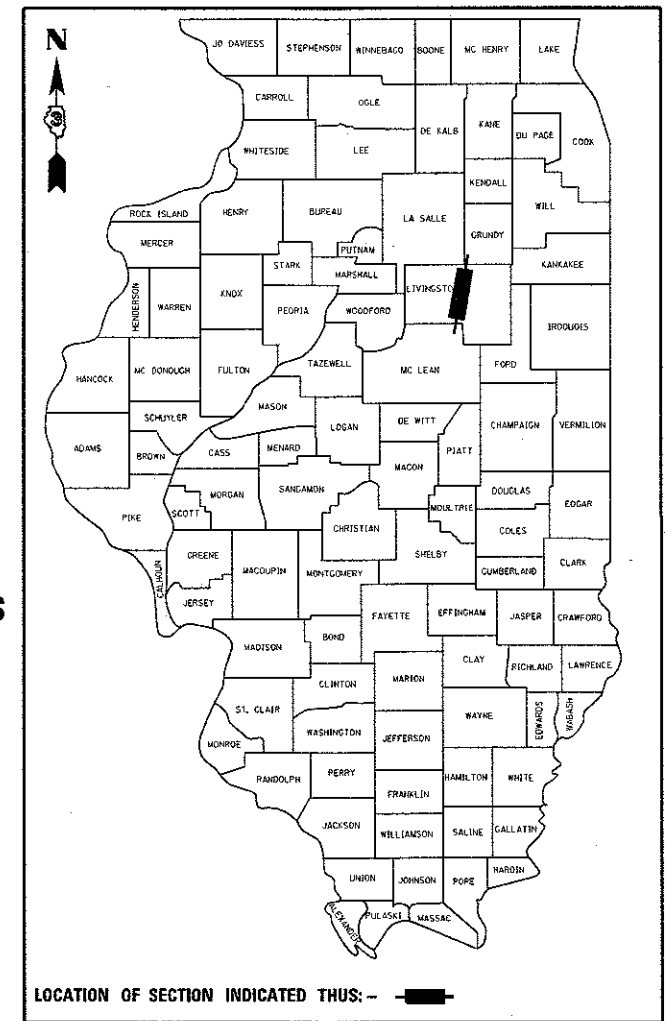 N
JO DAVIESS STEPHENSON WINNEBAGO BOONE MC HENRY LAKE
CARROLL OGLE DE KALB KANE DU PAGE COOK
WHITESIDE LEE KENDALL WILL
ROCK ISLAND HENRY BUREAU LA SALLE GRUNDY
MERCER PUTNAM KANKAKEE
STARK MARSHALL LIVINGSTO
HENDERSON WARREN KNOX PEORIA WOODFORD IROUQUIS
HANCOCK MC DONOUGH FULTON TAZEWELL MC LEAN FORD
SCHUYLER MASON LOGAN DE WITT CHAMPAIGN VERMILION
ADAMS BROWN CASS MENARD PIATT
MORGAN SANGAMON MACON DOUGLAS EDGAR
PIKE SCOTT CHRISTIAN MOULTRIE COLES
GREENE MACOUPIN MONTGOMERY SHELBY CUMBERLAND CLARK
CALHOUN JERSEY FAYETTE EFFINGHAM JASPER CRAWFORD
S
MADISON BOND CLAY RICHLAND LAWRENCE
CLINTON MARION
ST. CLAIR WAYNE EDWARDS WABASH
MONROE WASHINGTON JEFFERSON
RANDOLPH PERRY HAMILTON WHITE
FRANKLIN
JACKSON WILLIAMSON SALINE GALLATIN
UNION JOHNSON POPE HARDIN
ALEXANDER PULASKI MASSAC
LOCATION OF SECTION INDICATED THUS: -